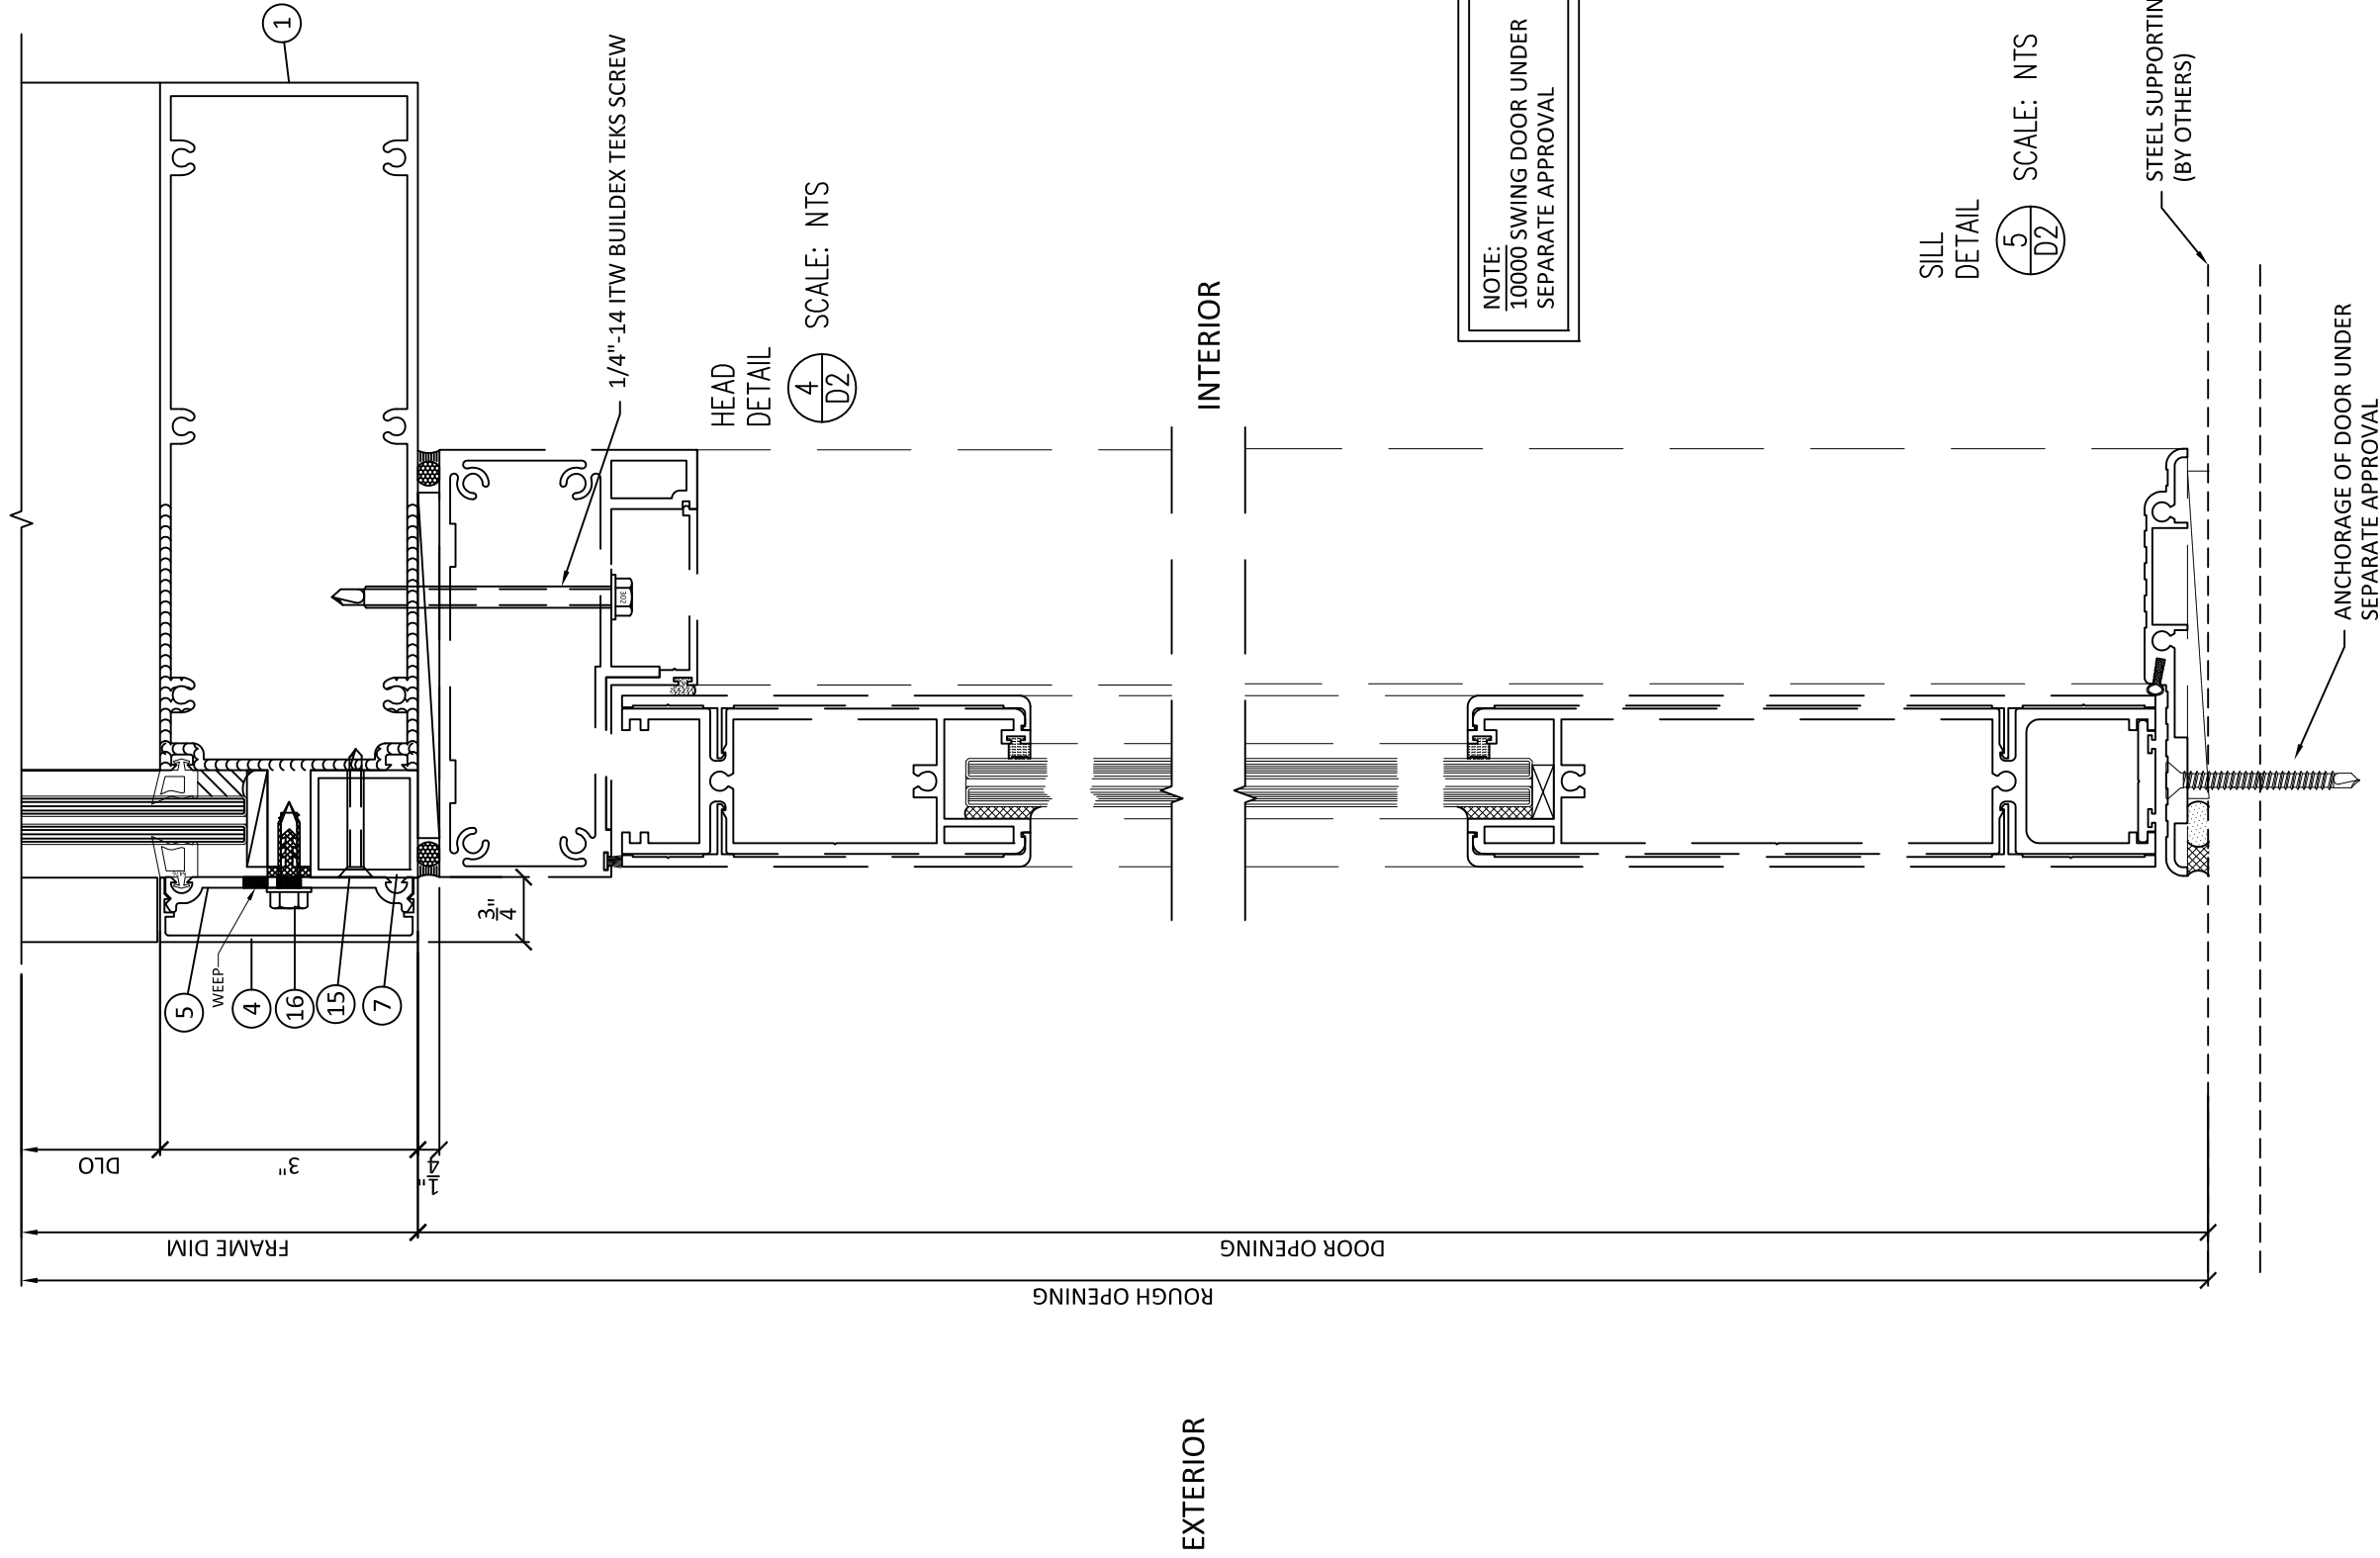 1
1/4"-14 ITW BUILDEX TEKS SCREW
HEAD
DETAIL
4
D2
SCALE: NTS
302
5
WEEP
4
16
15
7
3"
4
DLO
3"
1"
4
FRAME DIM
DOOR OPENING
ROUGH OPENING
INTERIOR
EXTERIOR
NOTE:
10000 SWING DOOR UNDER
SEPARATE APPROVAL
SILL
DETAIL
5
D2
SCALE: NTS
STEEL SUPPORTIN
(BY OTHERS)
ANCHORAGE OF DOOR UNDER
SEPARATE APPROVAL